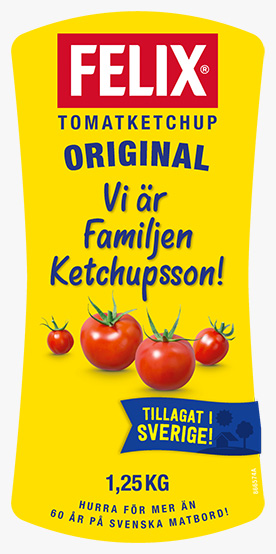 FELIX®
TOMATKETCHUP
ORIGINAL
Vi är
Familjen
Ketchupsson!
TILLAGAT I
SVERIGE!
1,25 KG
HURRA FÖR MER ÄN
60 ÅR PÅ SVENSKA MATBORD!